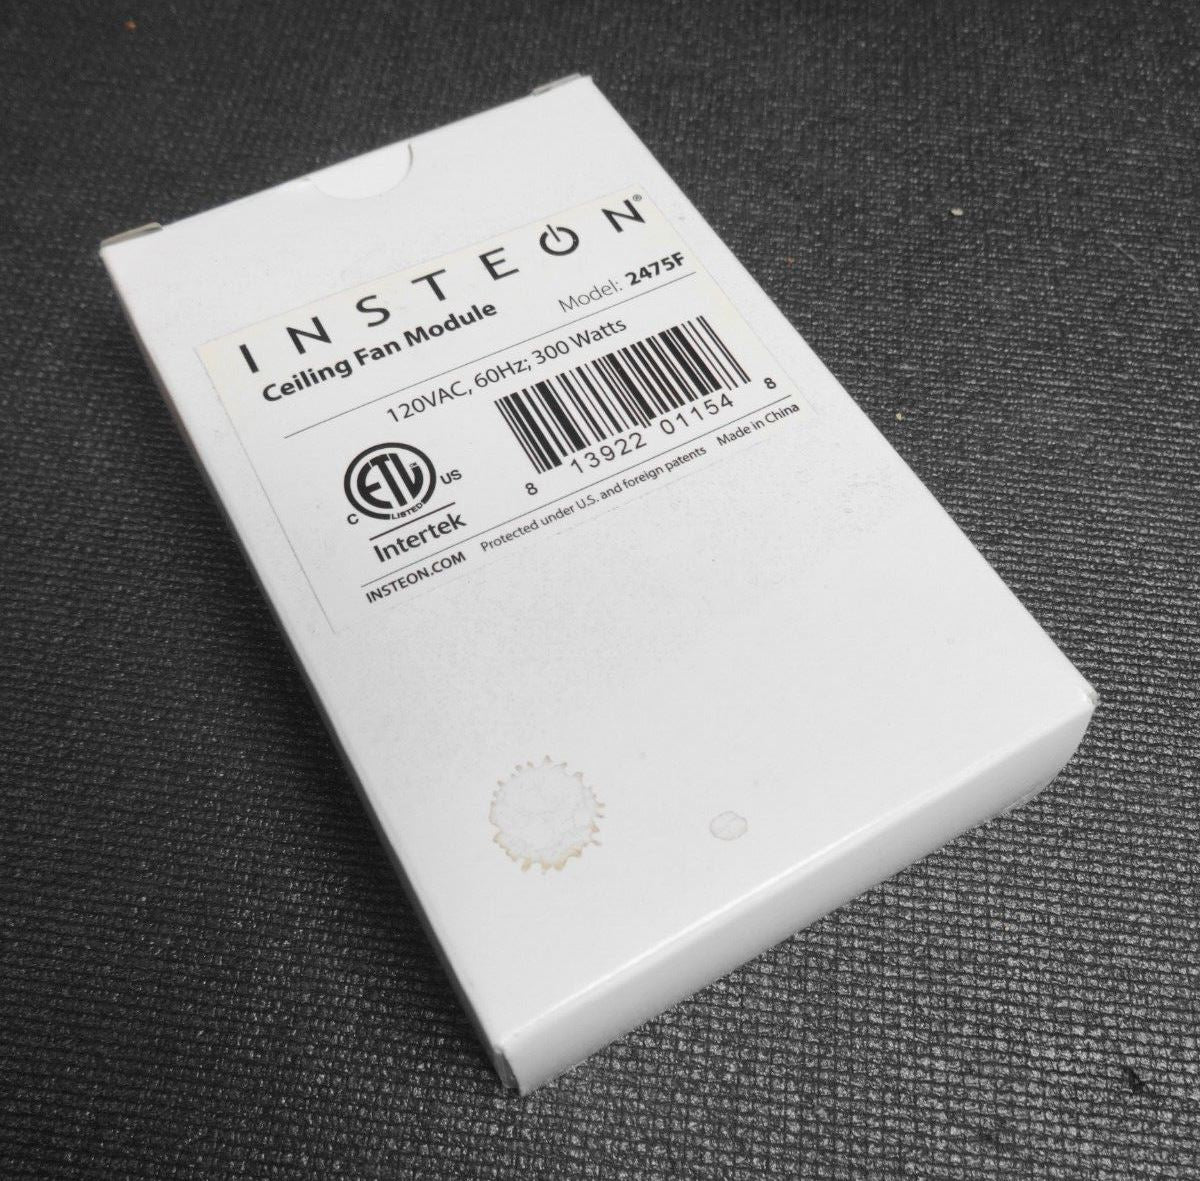 INSTEON®
Ceiling Fan Module Model: 2475F
120VAC, 60Hz; 300 Watts
8 13922 01154 8
C ETL™ LISTED US
Intertek
INSTEON.COM Protected under U.S. and foreign patents Made in China